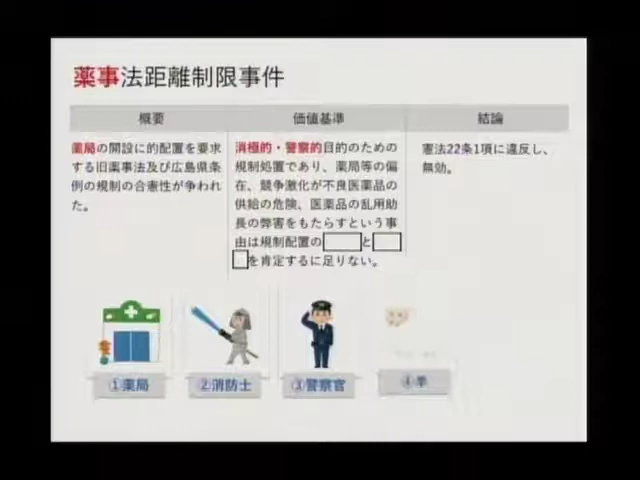 薬事法距離制限事件
概要
価値基準
結論
薬局の開設に的配置を要求
する旧薬事法及び広島県条
例の規制の合憲性が争われ
た。
消極的・警察的目的のための
規制処置であり、薬局等の偏
在、競争激化が不良医薬品の
供給の危険、医薬品の乱用助
長の弊害をもたらすという事
由は規制配置の
と
を肯定するに足りない。
憲法22条1項に違反し、
無効。
①薬局
②消防士
③警察官
④羊